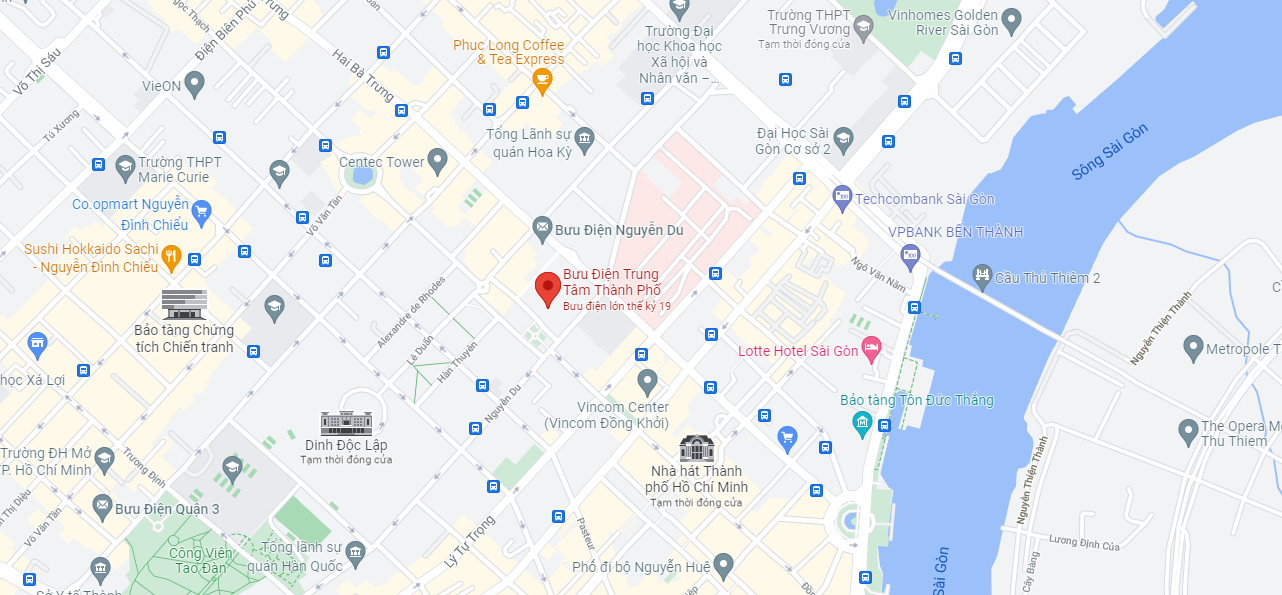 Ngọc Thạch
Điện Biên Phủ
Võ Thị Sáu
Hai Bà Trưng
Phuc Long Coffee
& Tea Express
Trường Đại
học Khoa học
Xã hội và
Nhân văn –...
Trường THPT
Trưng Vương
Tạm thời đóng cửa
Vinhomes Golden
River Sài Gòn
VieON
Tú Xương
Tổng Lãnh sự
quán Hoa Kỳ
Đại Học Sài
Gòn Cơ sở 2
Sông Sài Gòn
Trường THPT
Marie Curie
Centec Tower
Co.opmart Nguyễn
Đình Chiểu
Võ Văn Tần
Techcombank Sài Gòn
Bưu Điện Nguyễn Du
VPBANK BẾN THÀNH
Sushi Hokkaido Sachi
- Nguyễn Đình Chiểu
Bưu Điện Trung
Tâm Thành Phố
Bưu điện lớn thế kỷ 19
Ngô Văn Năm
Cầu Thủ Thiêm 2
Bảo tàng Chứng
tích Chiến tranh
Alexandre de Rhodes
Lê Duẩn
Hàn Thuyên
Nguyễn Thiện Thành
Lotte Hotel Sài Gòn
Metropole T
học Xá Lợi
Nguyễn Du
Vincom Center
(Vincom Đồng Khởi)
Bảo tàng Tôn Đức Thắng
Dinh Độc Lập
Tạm thời đóng cửa
The Opera Me
Thu Thiem
Trường ĐH Mở
TP. Hồ Chí Minh
Trương Định
Nhà hát Thành
phố Hồ Chí Minh
Tạm thời đóng cửa
Nguyễn Thiện Thành
Thị Diệu
Võ Văn Tần
Bưu Điện Quận 3
Lý Tự Trọng
Pasteur
Công Viên
Tao Đàn
Tổng lãnh sự
quán Hàn Quốc
Lương Định Của
Phố đi bộ Nguyễn Huệ
Sài Gòn
Cây Bàng
Sở Y tế Thành
Lợi
Đồng